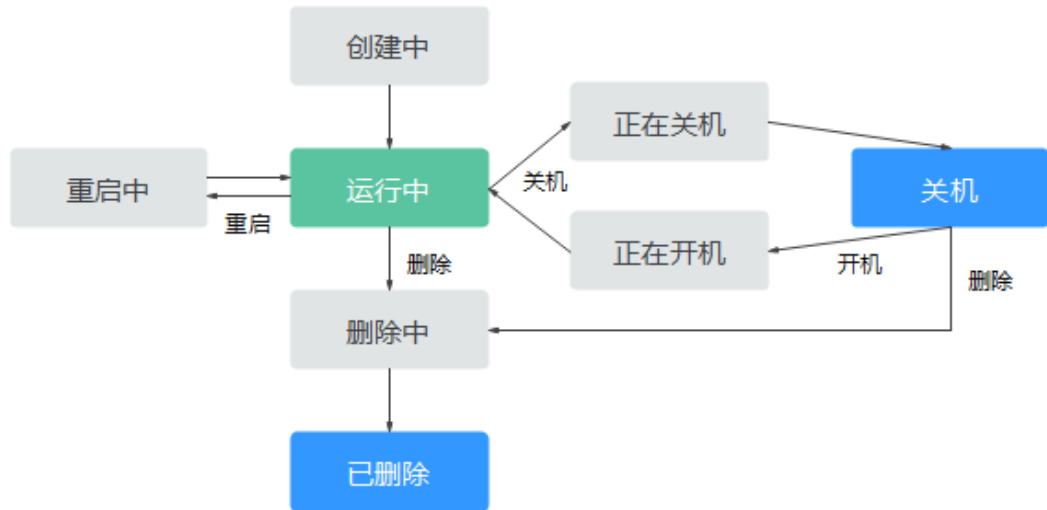 创建中
正在关机
重启中
运行中
关机
关机
重启
正在开机
开机
删除
删除
删除中
已删除